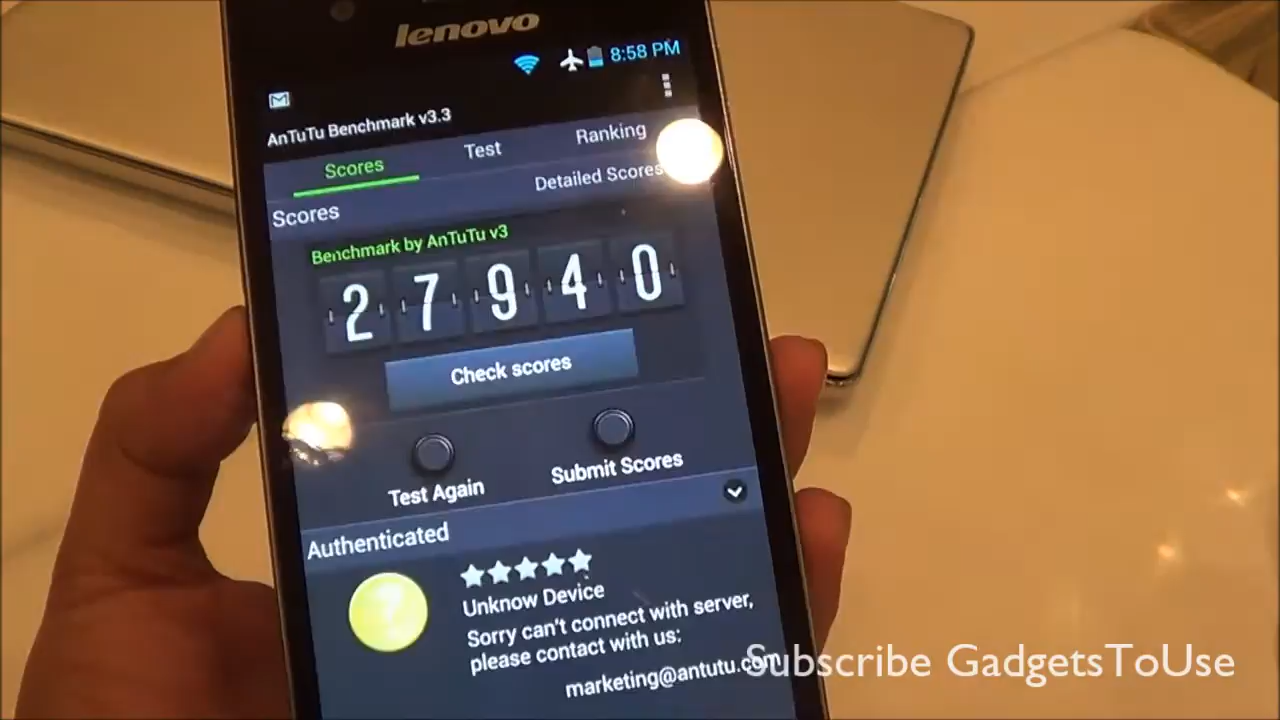 lenovo
8:58 PM
AnTuTu Benchmark v3.3
Scores Test Ranking
Detailed Scores
Scores
Benchmark by AnTuTu v3
27940
Check scores
Test Again Submit Scores
Authenticated
Unknow Device
Sorry can't connect with server,
please contact with us:
marketing@antutu.com
Subscribe GadgetsToUse